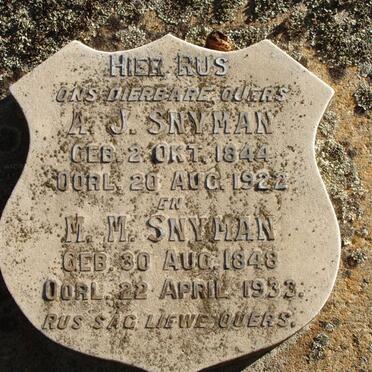 HIER RUS
ONS DIERBARE OUERS
A. J. SNYMAN
GEB. 2 OKT. 1844
OORL. 20 AUG. 1922
EN
M. M. SNYMAN
GEB. 30 AUG. 1848
OORL. 22 APRIL 1933.
RUS SAG LIEWE OUERS.